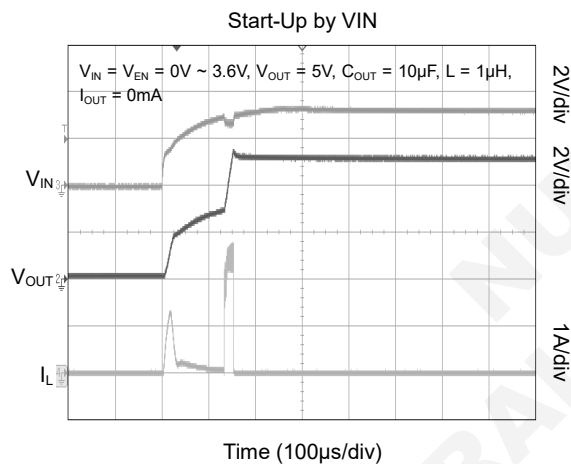 Start-Up by VIN
V_IN = V_EN = 0V ~ 3.6V, V_OUT = 5V, C_OUT = 10μF, L = 1μH,
I_OUT = 0mA
2V/div
V_IN
2V/div
V_OUT
1A/div
I_L
Time (100μs/div)